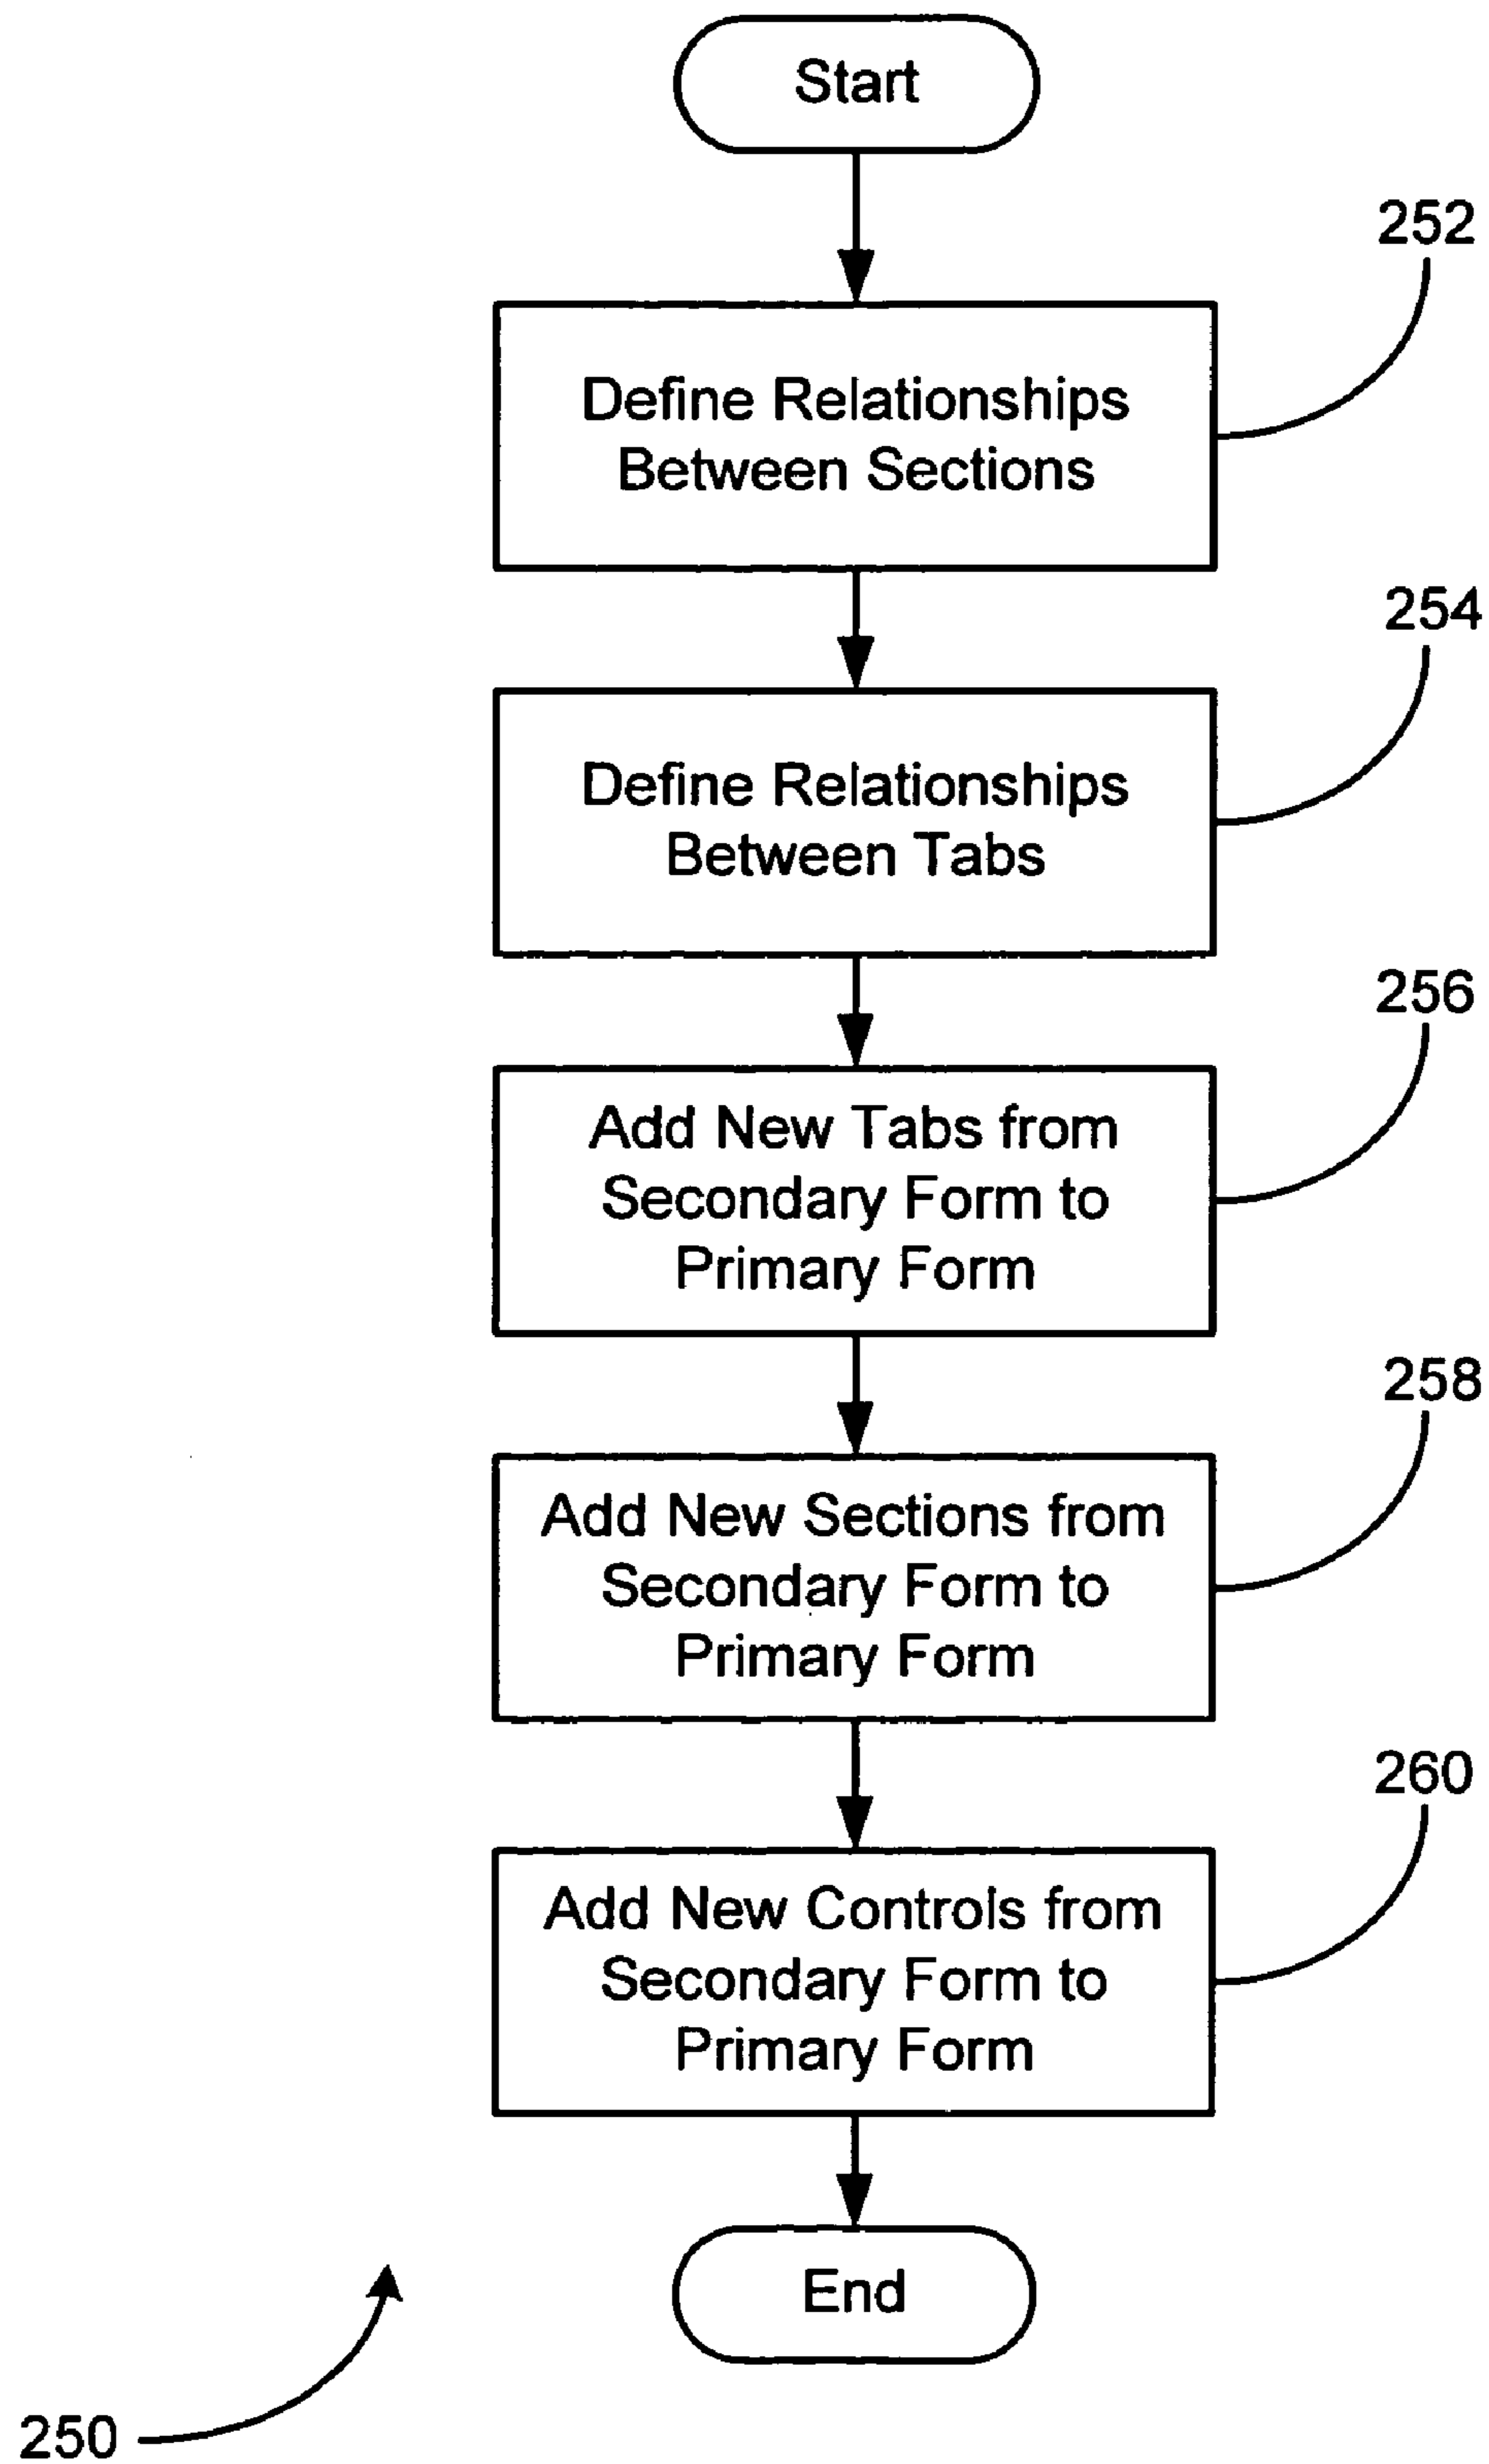 Start
252
Define Relationships
Between Sections
254
Define Relationships
Between Tabs
256
Add New Tabs from
Secondary Form to
Primary Form
258
Add New Sections from
Secondary Form to
Primary Form
260
Add New Controls from
Secondary Form to
Primary Form
End
250